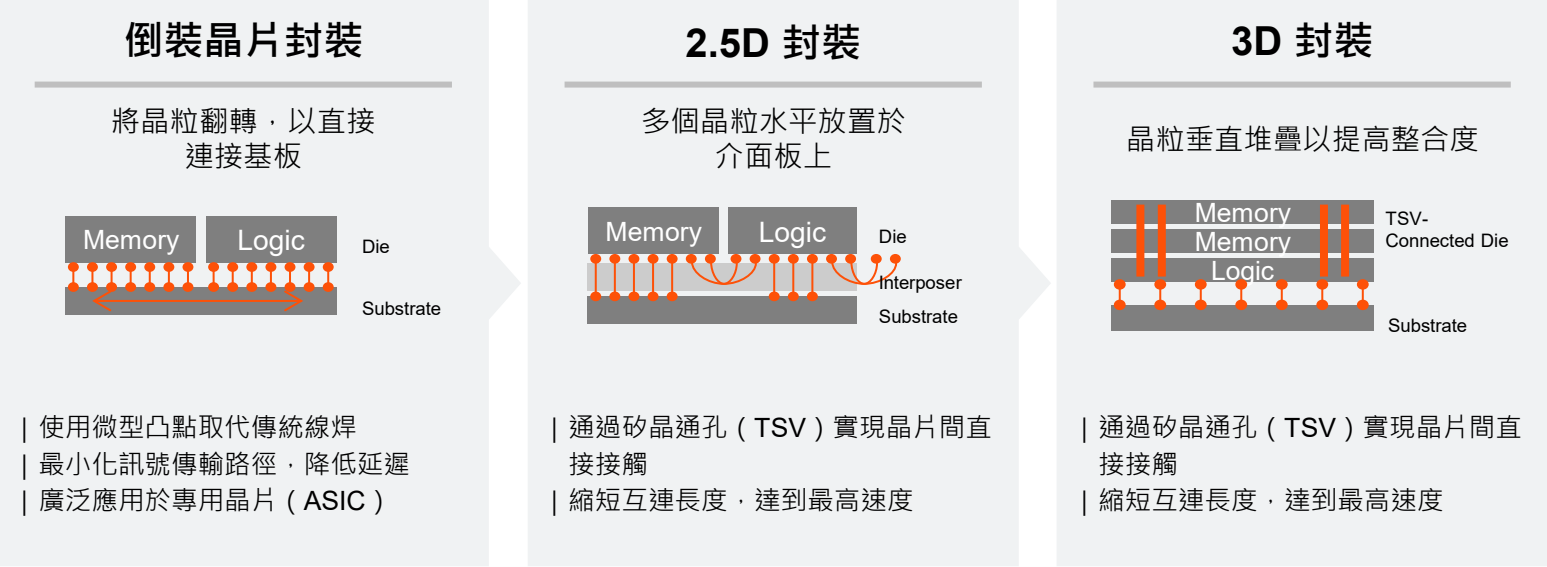 倒裝晶片封裝
將晶粒翻轉，以直接
連接基板
Memory
Logic
Die
Substrate
| 使用微型凸點取代傳統線焊
| 最小化訊號傳輸路徑，降低延遲
| 廣泛應用於專用晶片（ASIC）
2.5D 封裝
多個晶粒水平放置於
介面板上
Memory
Logic
Die
Interposer
Substrate
| 通過矽晶通孔（TSV）實現晶片間直
接接觸
| 縮短互連長度，達到最高速度
3D 封裝
晶粒垂直堆疊以提高整合度
Memory
Memory
Logic
TSV-
Connected Die
Substrate
| 通過矽晶通孔（TSV）實現晶片間直
接接觸
| 縮短互連長度，達到最高速度